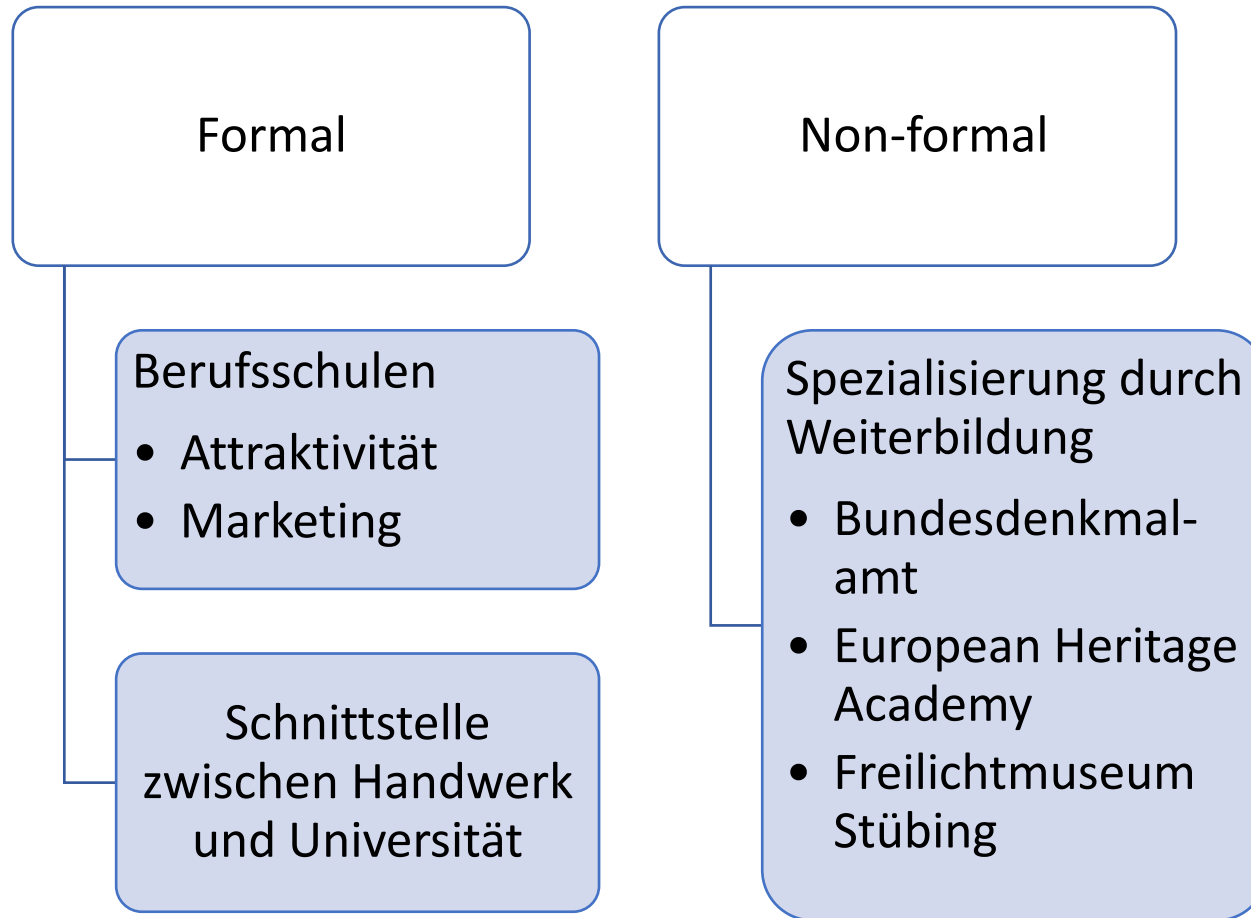 Formal
Berufsschulen
• Attraktivität
• Marketing
Schnittstelle
zwischen Handwerk
und Universität
Non-formal
Spezialisierung durch
Weiterbildung
• Bundesdenkmal-
amt
• European Heritage
Academy
• Freilichtmuseum
Stübing